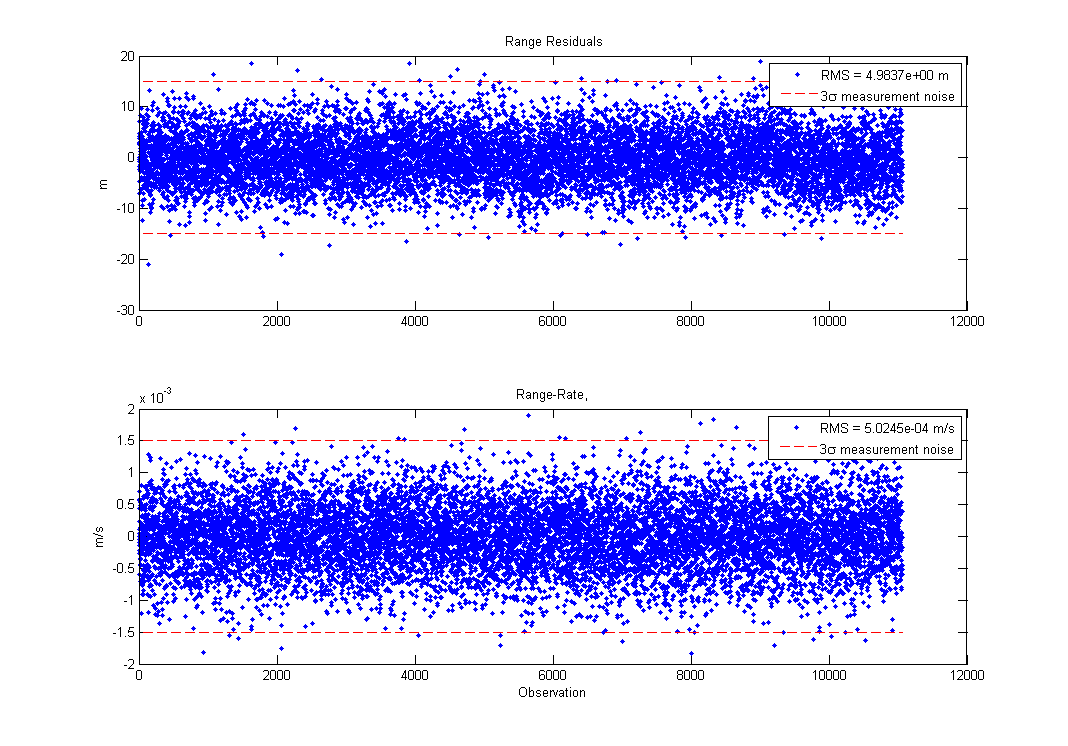 Range Residuals
20
10
0
-10
-20
-30
m
RMS = 4.9837e+00 m
3σ measurement noise
0 2000 4000 6000 8000 10000 12000
Range-Rate,
x 10-3
2
1.5
1
0.5
0
-0.5
-1
-1.5
-2
m/s
RMS = 5.0245e-04 m/s
3σ measurement noise
0 2000 4000 6000 8000 10000 12000
Observation